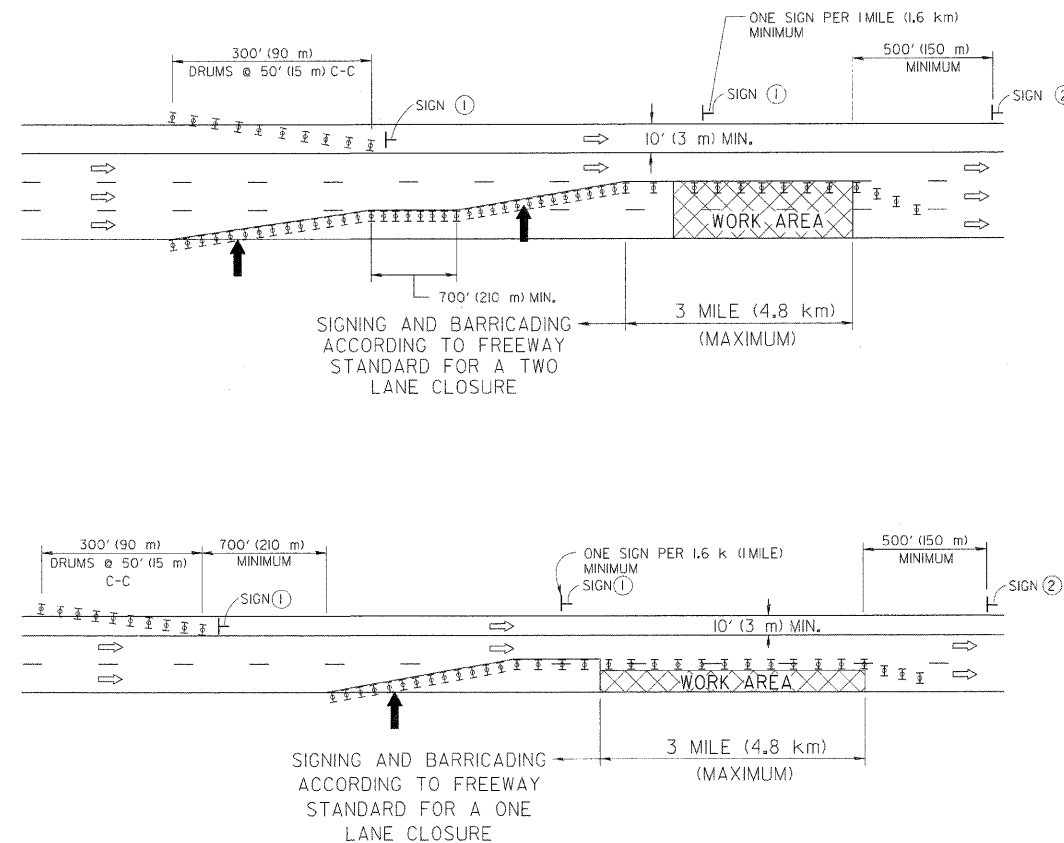 ONE SIGN PER 1 MILE (1.6 km)
MINIMUM
300' (90 m)
DRUMS @ 50' (15 m) C-C
500' (150 m)
MINIMUM
SIGN 1
SIGN 1
SIGN 2
10' (3 m) MIN.
WORK AREA
700' (210 m) MIN.
3 MILE (4.8 km)
(MAXIMUM)
SIGNING AND BARRICADING
ACCORDING TO FREEWAY
STANDARD FOR A TWO
LANE CLOSURE
300' (90 m)
DRUMS @ 50' (15 m)
C-C
700' (210 m)
MINIMUM
ONE SIGN PER 1.6 k (1 MILE)
MINIMUM
SIGN 1
500' (150 m)
MINIMUM
SIGN 1
SIGN 2
10' (3 m) MIN.
WORK AREA
3 MILE (4.8 km)
(MAXIMUM)
SIGNING AND BARRICADING
ACCORDING TO FREEWAY
STANDARD FOR A ONE
LANE CLOSURE